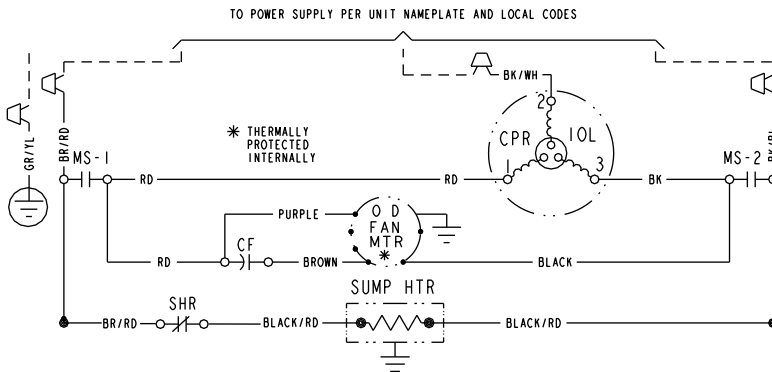 TO POWER SUPPLY PER UNIT NAMEPLATE AND LOCAL CODES
BK/WH
GR/YL
BR/RD
MS-1
* THERMALLY
PROTECTED
INTERNALLY
2
CPR
IOL
1
3
MS-2
RD
RD
BK
PURPLE
O D
FAN
MTR
*
CF
RD
BROWN
BLACK
SUMP HTR
SHR
BR/RD
BLACK/RD
BLACK/RD